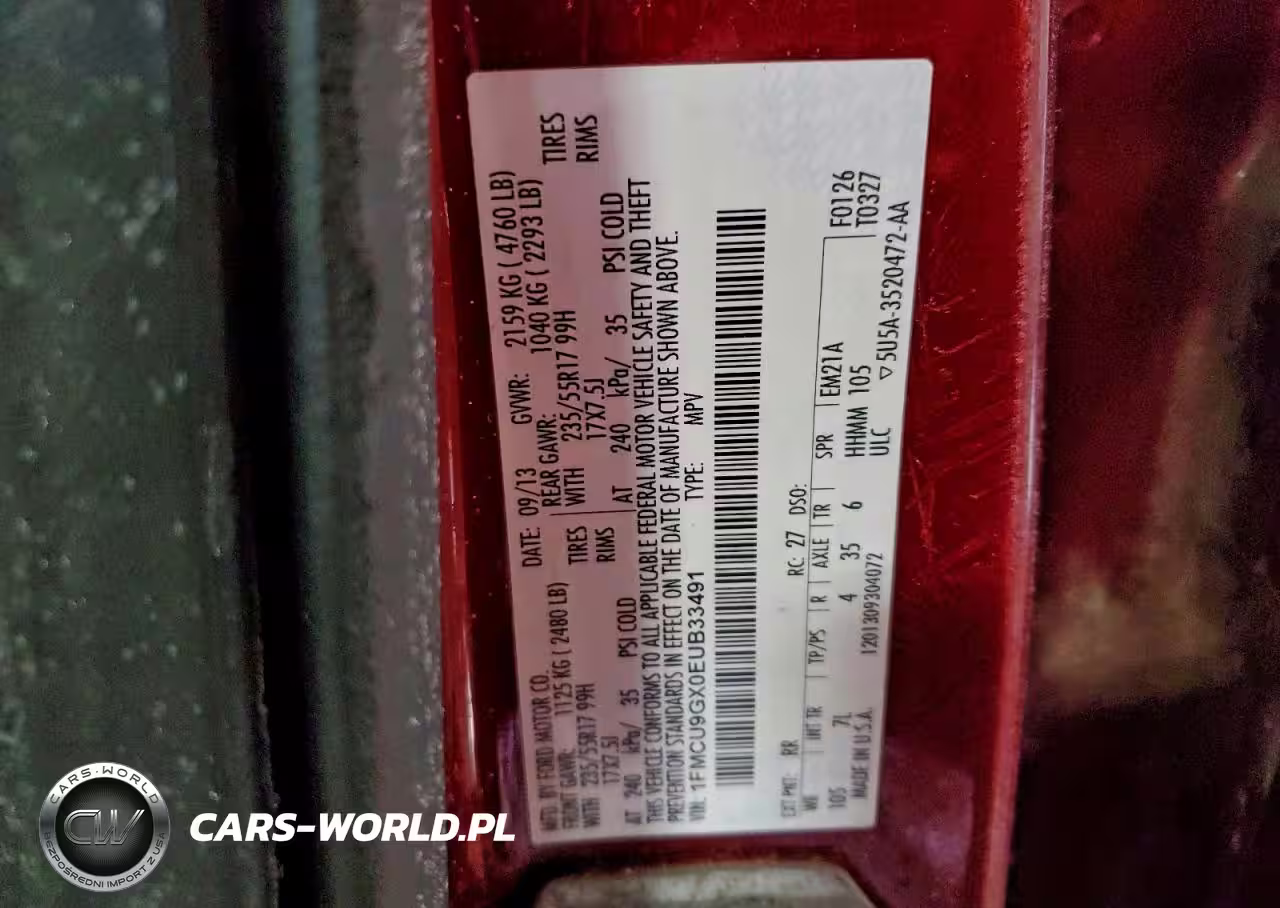 MFD. BY FORD MOTOR CO.
DATE: 09/13 GVWR: 2159 KG ( 4760 LB)
FRONT GAWR: 1125 KG ( 2480 LB) REAR GAWR: 1040 KG ( 2293 LB)
WITH 235/55R17 99H TIRES WITH 235/55R17 99H TIRES
17X7.5J RIMS 17X7.5J RIMS
AT 240 kPa/ 35 PSI COLD AT 240 kPa/ 35 PSI COLD
THIS VEHICLE CONFORMS TO ALL APPLICABLE FEDERAL MOTOR VEHICLE SAFETY AND THEFT
PREVENTION STANDARDS IN EFFECT ON THE DATE OF MANUFACTURE SHOWN ABOVE.
VIN: 1FMCU9GX0EUB33491 TYPE: MPV
EXT PNT: RR RC: 27 DSO:
WB INT TR TP/PS R AXLE TR SPR EM21A F0126
105 7L 4 35 6 HHMM 105 T0327
MADE IN U.S.A. 1201309304072 ULC ▽5U5A-3520472-AA
CARS-WORLD
CW
BEZPOŚREDNI IMPORT Z USA
CARS-WORLD.PL